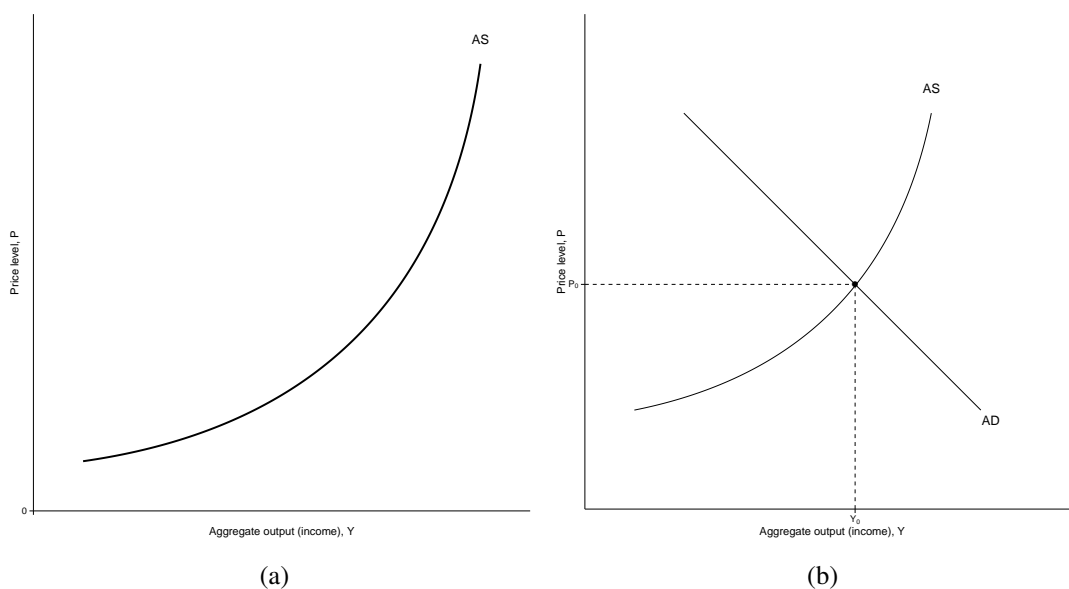 AS
Price level, P
0
Aggregate output (income), Y
(a)
AS
Price level, P
P₀
AD
Y₀
Aggregate output (income), Y
(b)